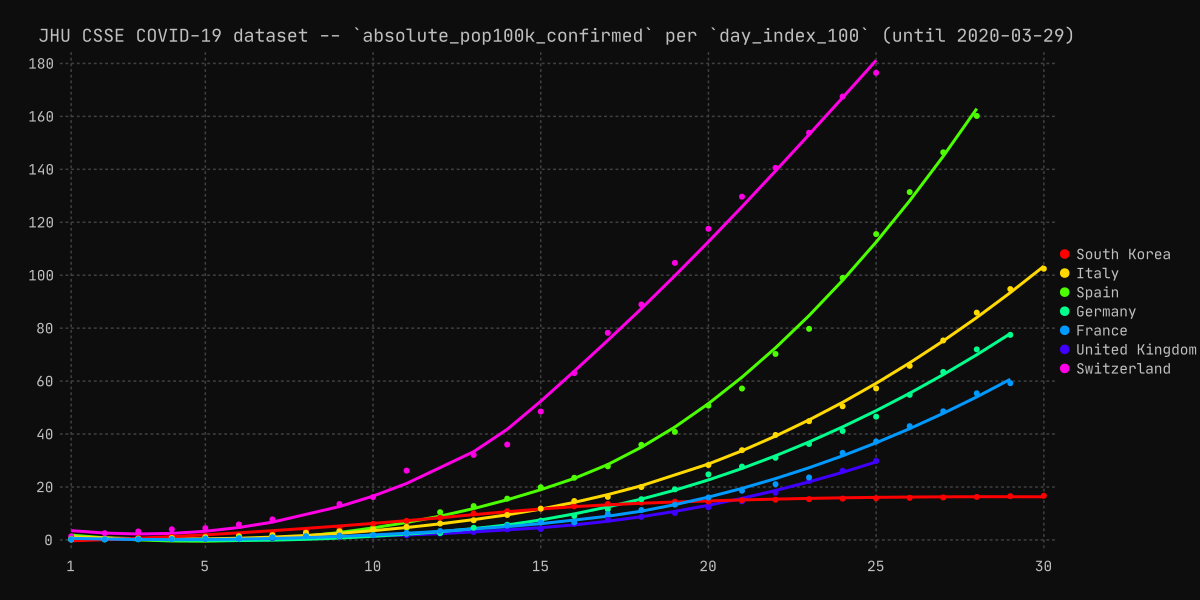 JHU CSSE COVID-19 dataset -- `absolute_pop100k_confirmed` per `day_index_100` (until 2020-03-29)
180
160
140
120
100
80
60
40
20
0
1 5 10 15 20 25 30
South Korea
Italy
Spain
Germany
France
United Kingdom
Switzerland